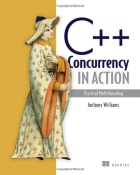 C++
Concurrency
IN ACTION
Practical Multithreading
Anthony Williams
MANNING